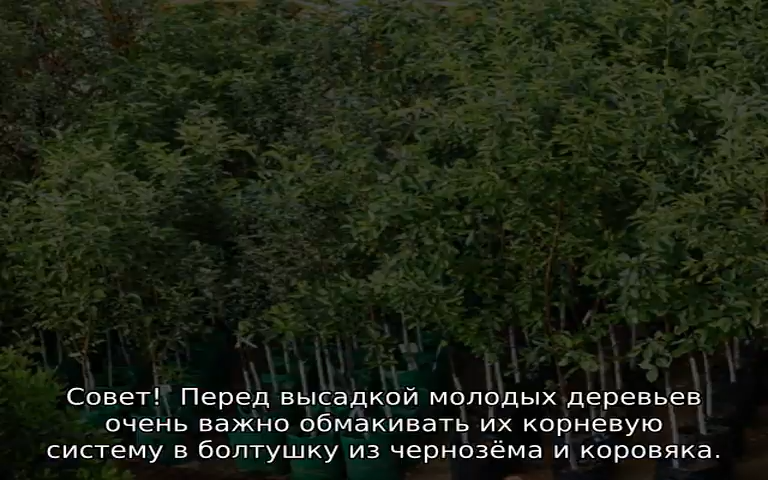 Совет!  Перед высадкой молодых деревьев
очень важно обмакивать их корневую
систему в болтушку из чернозёма и коровяка.